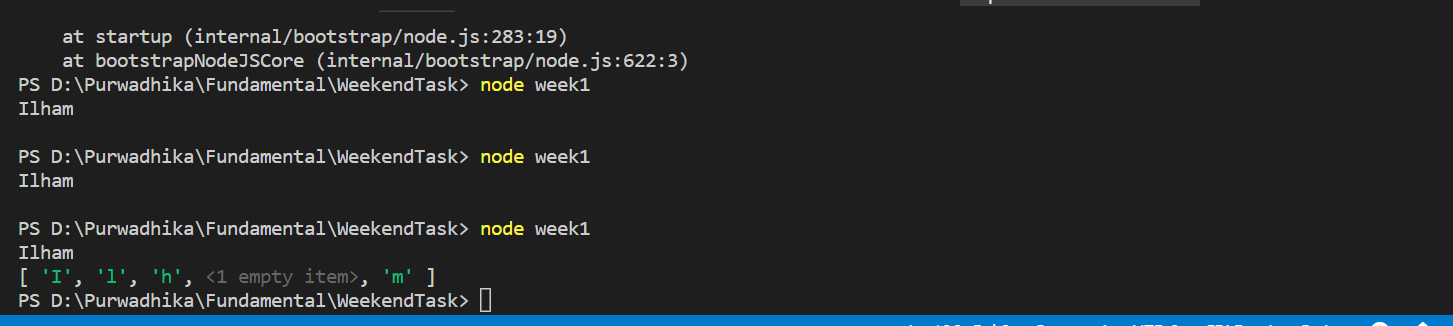 at startup (internal/bootstrap/node.js:283:19)
at bootstrapNodeJSCore (internal/bootstrap/node.js:622:3)
PS D:\Purwadhika\Fundamental\WeekendTask> node week1
Ilham
PS D:\Purwadhika\Fundamental\WeekendTask> node week1
Ilham
PS D:\Purwadhika\Fundamental\WeekendTask> node week1
Ilham
[ 'I', 'l', 'h', <1 empty item>, 'm' ]
PS D:\Purwadhika\Fundamental\WeekendTask>